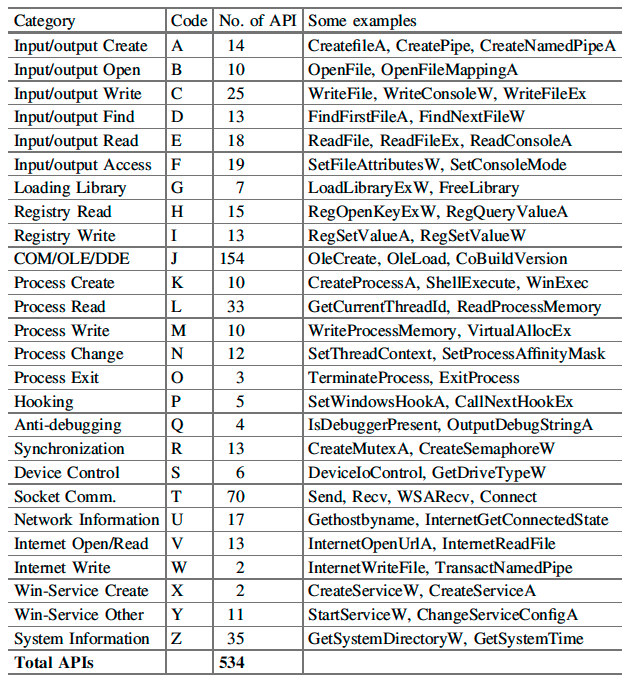 Category Code No. of API Some examples
Input/output Create A 14 CreatefileA, CreatePipe, CreateNamedPipeA
Input/output Open B 10 OpenFile, OpenFileMappingA
Input/output Write C 25 WriteFile, WriteConsoleW, WriteFileEx
Input/output Find D 13 FindFirstFileA, FindNextFileW
Input/output Read E 18 ReadFile, ReadFileEx, ReadConsoleA
Input/output Access F 19 SetFileAttributesW, SetConsoleMode
Loading Library G 7 LoadLibraryExW, FreeLibrary
Registry Read H 15 RegOpenKeyExW, RegQueryValueA
Registry Write I 13 RegSetValueA, RegSetValueW
COM/OLE/DDE J 154 OleCreate, OleLoad, CoBuildVersion
Process Create K 10 CreateProcessA, ShellExecute, WinExec
Process Read L 33 GetCurrentThreadId, ReadProcessMemory
Process Write M 10 WriteProcessMemory, VirtualAllocEx
Process Change N 12 SetThreadContext, SetProcessAffinityMask
Process Exit O 3 TerminateProcess, ExitProcess
Hooking P 5 SetWindowsHookA, CallNextHookEx
Anti-debugging Q 4 IsDebuggerPresent, OutputDebugStringA
Synchronization R 13 CreateMutexA, CreateSemaphoreW
Device Control S 6 DeviceIoControl, GetDriveTypeW
Socket Comm. T 70 Send, Recv, WSARecv, Connect
Network Information U 17 Gethostbyname, InternetGetConnectedState
Internet Open/Read V 13 InternetOpenUrlA, InternetReadFile
Internet Write W 2 InternetWriteFile, TransactNamedPipe
Win-Service Create X 2 CreateServiceW, CreateServiceA
Win-Service Other Y 11 StartServiceW, ChangeServiceConfigA
System Information Z 35 GetSystemDirectoryW, GetSystemTime
Total APIs 534